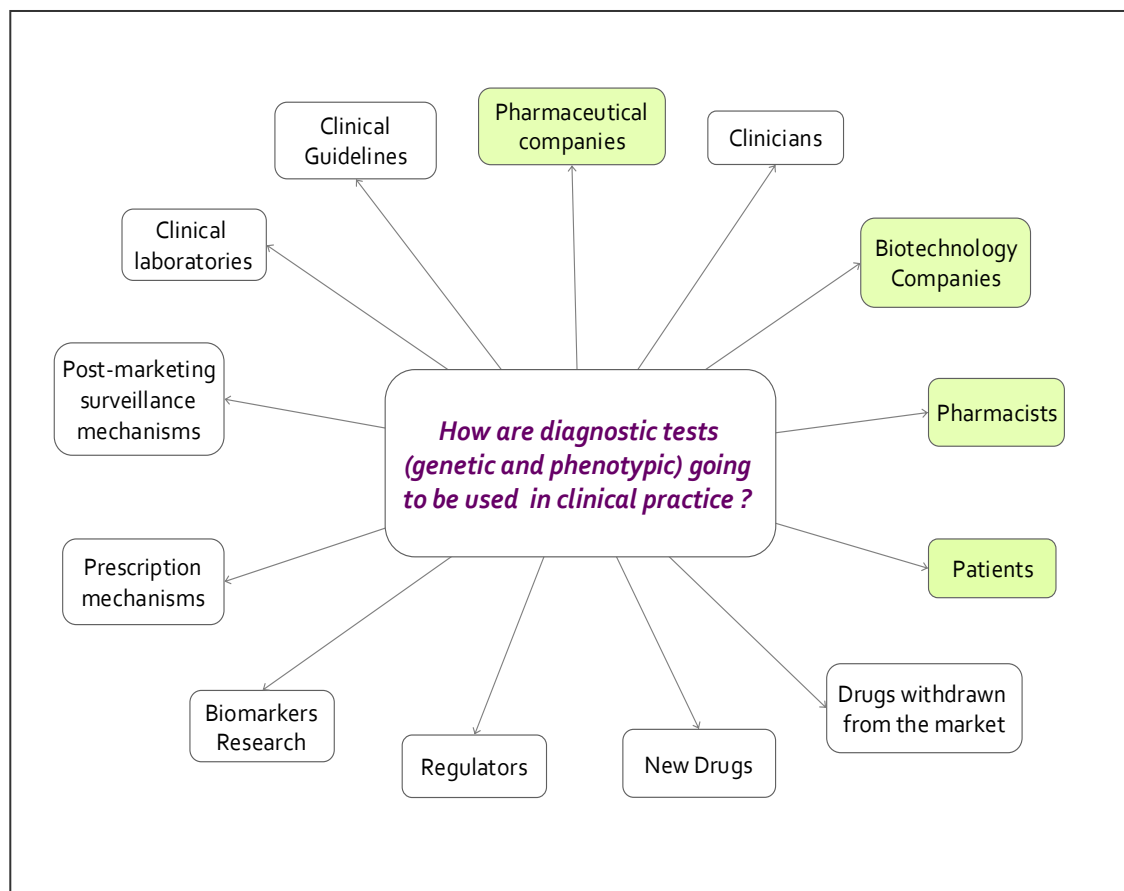 Clinical
Guidelines
Pharmaceutical
companies
Clinicians
Clinical
laboratories
Biotechnology
Companies
Post-marketing
surveillance
mechanisms
How are diagnostic tests
(genetic and phenotypic) going
to be used in clinical practice ?
Pharmacists
Prescription
mechanisms
Patients
Biomarkers
Research
Regulators
New Drugs
Drugs withdrawn
from the market